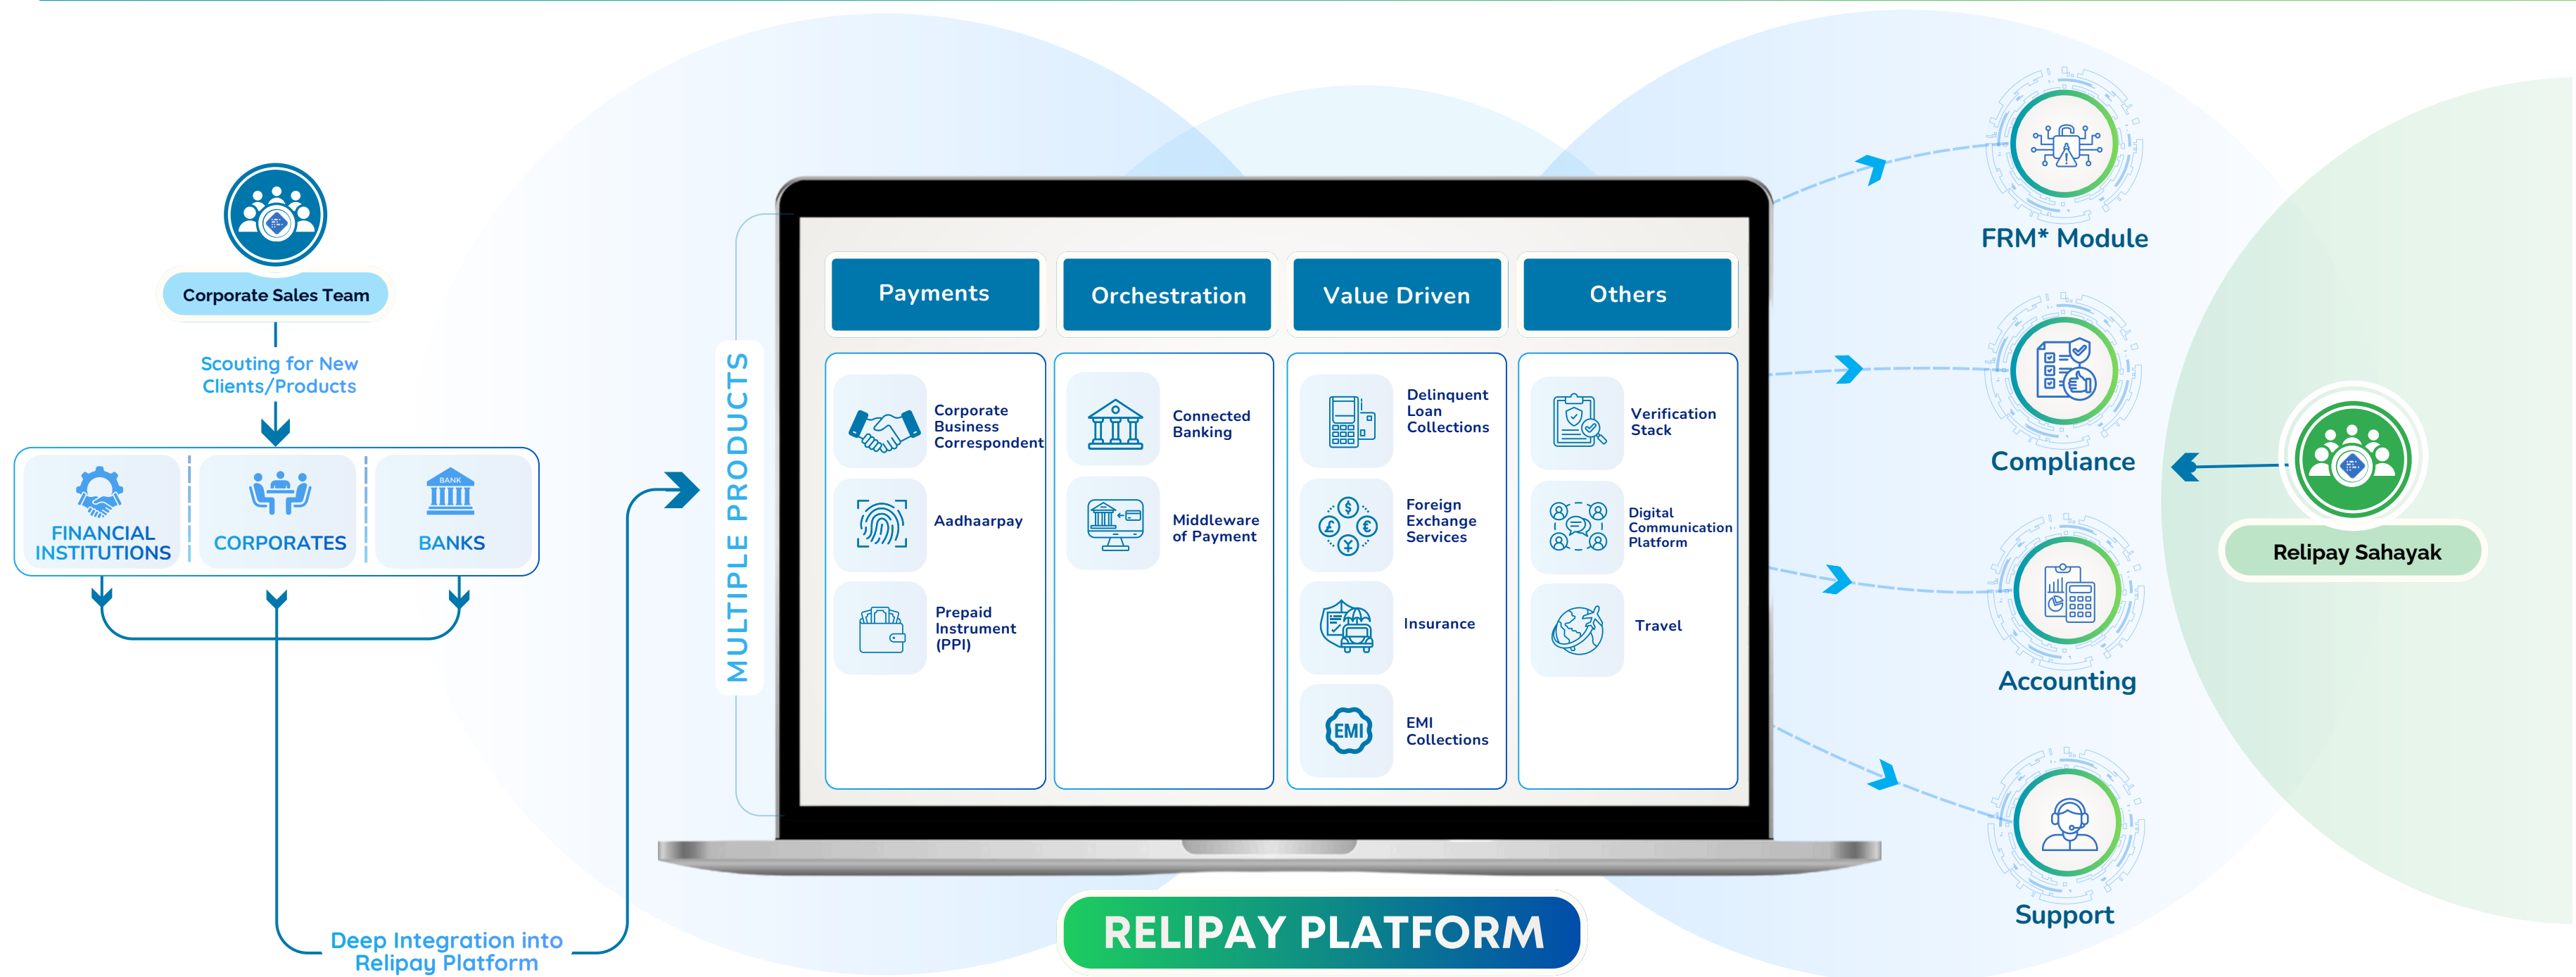 Corporate Sales Team
Scouting for New
Clients/Products
FINANCIAL
INSTITUTIONS
CORPORATES
BANK
BANKS
Deep Integration into
Relipay Platform
MULTIPLE PRODUCTS
Payments
Corporate
Business
Correspondent
Aadhaarpay
Prepaid
Instrument
(PPI)
Orchestration
Connected
Banking
Middleware
of Payment
Value Driven
Delinquent
Loan
Collections
Foreign
Exchange
Services
Insurance
EMI
EMI
Collections
Others
Verification
Stack
Digital
Communication
Platform
Travel
RELIPAY PLATFORM
FRM* Module
Compliance
Accounting
Support
Relipay Sahayak